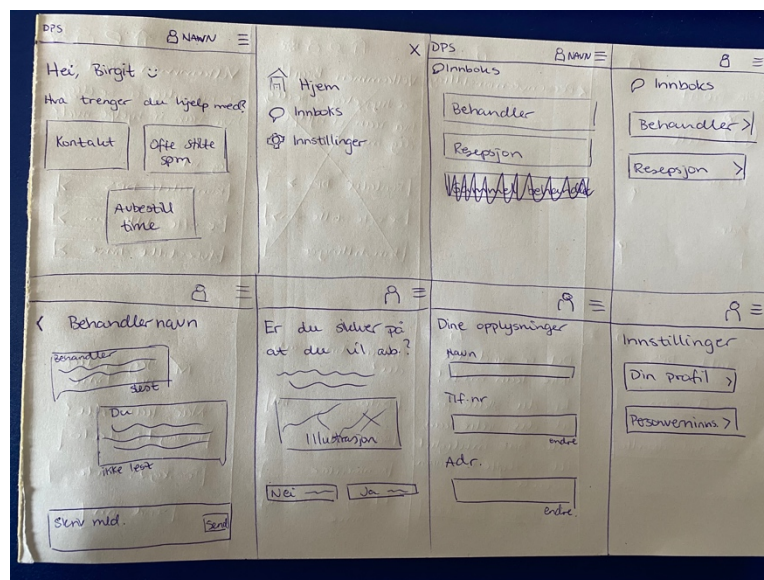 DPS
NAVN
Hei, Birgit
Hva trenger du hjelp med?
Kontakt
Ofte stilte
spm
Avbestill
time
X
Hjem
Innboks
Innstillinger
DPS
NAVN
Innboks
Behandler
Resepsjon
Innboks
Behandler >
Resepsjon >
< Behandlernavn
Behandler
lest
Du
ikke lest
Skriv mld.
Send
Er du sikker på
at du vil avb.?
Illustrasjon
Nei
Ja
Dine opplysninger
Navn
Tlf.nr
endre
Adr.
endre
Innstillinger
Din profil >
Personverninns. >